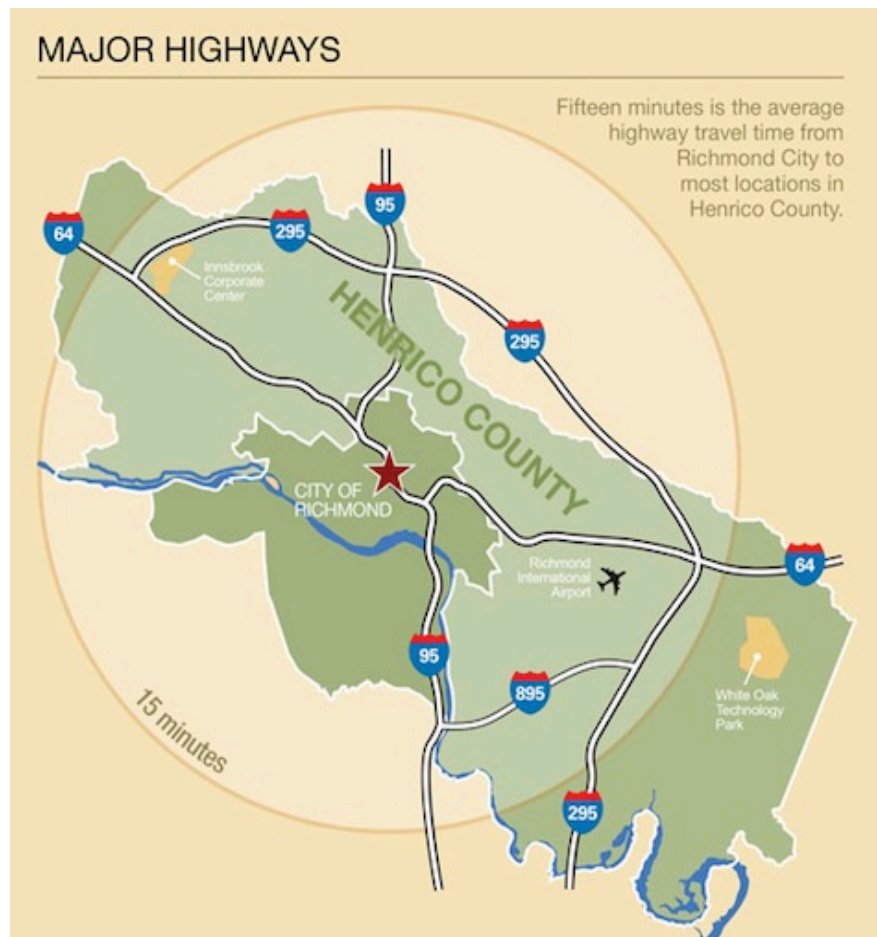 MAJOR HIGHWAYS
Fifteen minutes is the average
highway travel time from
Richmond City to
most locations in
Henrico County.
95
64
295
Innsbrook
Corporate
Center
HENRICO COUNTY
295
CITY OF
RICHMOND
Richmond
International
Airport
64
95
895
White Oak
Technology
Park
15 minutes
295